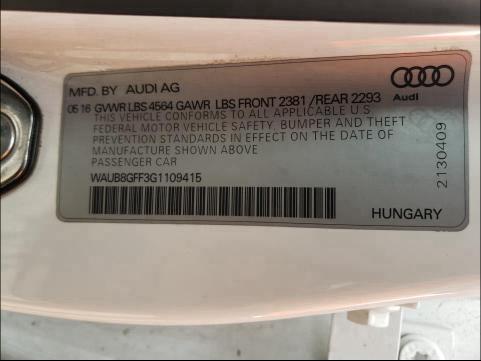 MFD. BY AUDI AG
Audi
05 16 GVWR LBS 4564 GAWR LBS FRONT 2381 /REAR 2293
THIS VEHICLE CONFORMS TO ALL APPLICABLE U.S.
FEDERAL MOTOR VEHICLE SAFETY, BUMPER AND THEFT
PREVENTION STANDARDS IN EFFECT ON THE DATE OF
MANUFACTURE SHOWN ABOVE
PASSENGER CAR
WAUB8GFF3G1109415
HUNGARY
2130409